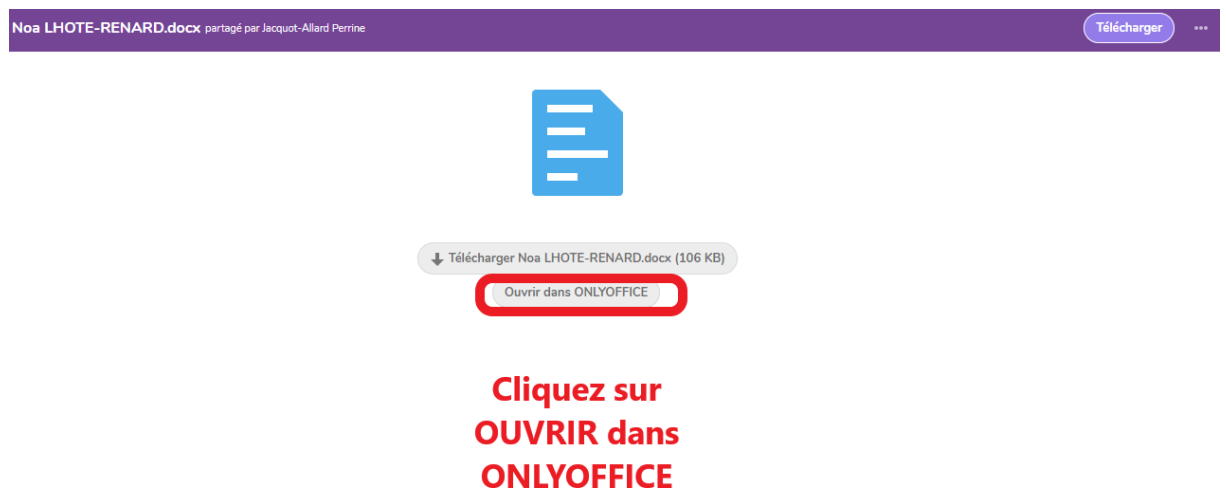 Noa LHOTE-RENARD.docx partagé par Jacquot-Allard Perrine
Télécharger ...
Télécharger Noa LHOTE-RENARD.docx (106 KB)
Ouvrir dans ONLYOFFICE
Cliquez sur
OUVRIR dans
ONLYOFFICE